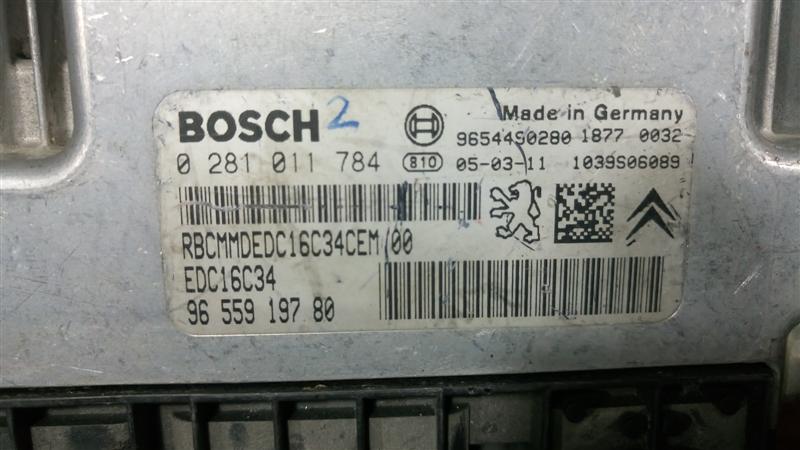 BOSCH 2
Made in Germany
96544S0280 1877 0032
0 281 011 784 810 05-03-11 1039S06089
RBCMMDEDC16C34CEM/00
EDC16C34
96 559 197 80